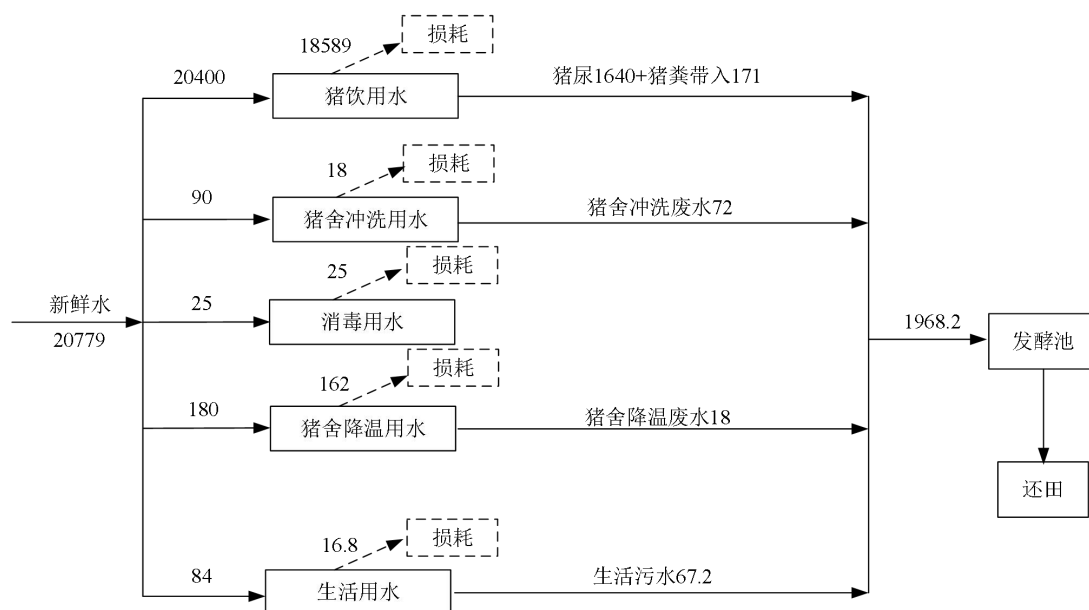 损耗
18589
20400
猪饮用水
猪尿1640+猪粪带入171
损耗
18
90
猪舍冲洗用水
猪舍冲洗废水72
损耗
25
新鲜水
20779
25
消毒用水
1968.2
发酵池
损耗
162
180
猪舍降温用水
猪舍降温废水18
还田
损耗
16.8
84
生活用水
生活污水67.2